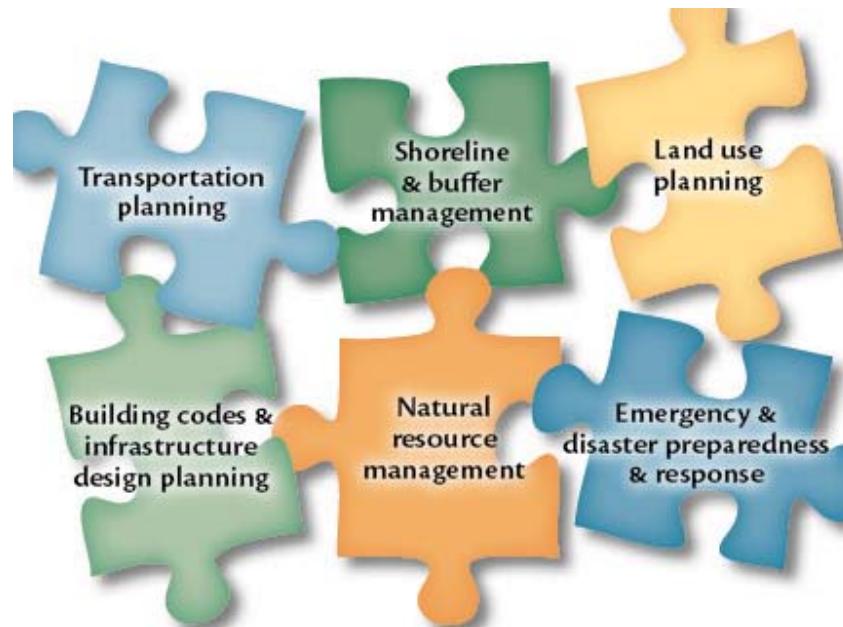 Transportation
planning
Shoreline
& buffer
management
Land use
planning
Building codes &
infrastructure
design planning
Natural
resource
management
Emergency &
disaster preparedness
& response